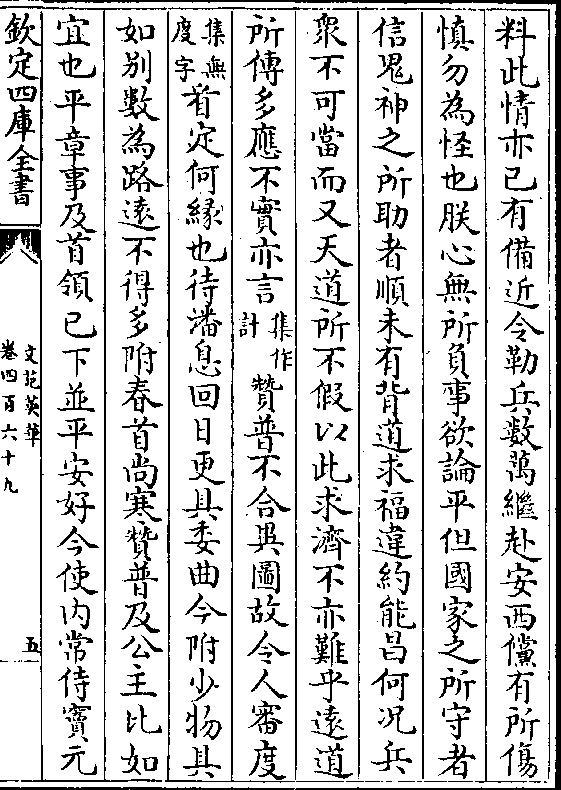 料此情亦已有備近令勒兵數萬繼赴安西儻有所傷
慎勿為怪也朕心無所負事欲論平但國家之所守者
信鬼神之所助者順未有背道求福違約能昌何況兵
衆不可當而又天道所不假以此求濟不亦難乎遠道
所傳多應不實亦言集作計贊普不合異圖故令人審度
集無度字者定何緣也待潘息回日更具委曲今附少物具
如別數為路遠不得多附春首尚寒贊普及公主比如
宜也平章事及首領已下並平安好今使内常侍竇元
欽定四庫全書
文苑英華
卷四百六十九
五